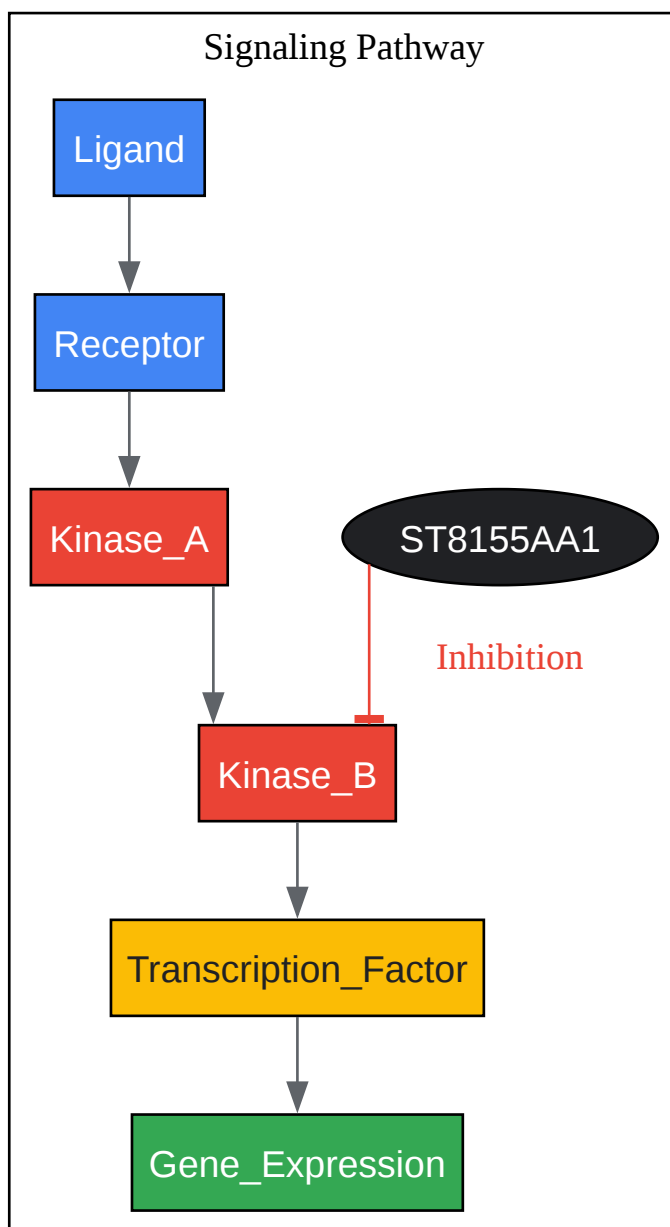 Signaling Pathway
Ligand
Receptor
Kinase_A
ST8155AA1
Inhibition
Kinase_B
Transcription_Factor
Gene_Expression